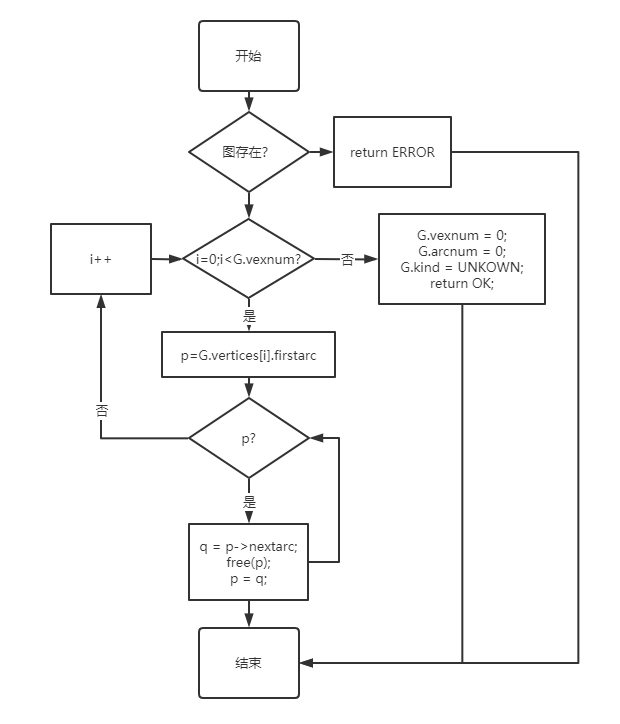 开始
图存在?
return ERROR
i++
i=0;i<G.vexnum?
否
G.vexnum = 0;
G.arcnum = 0;
G.kind = UNKOWN;
return OK;
是
p=G.vertices[i].firstarc
否
p?
是
q = p->nextarc;
free(p);
p = q;
结束